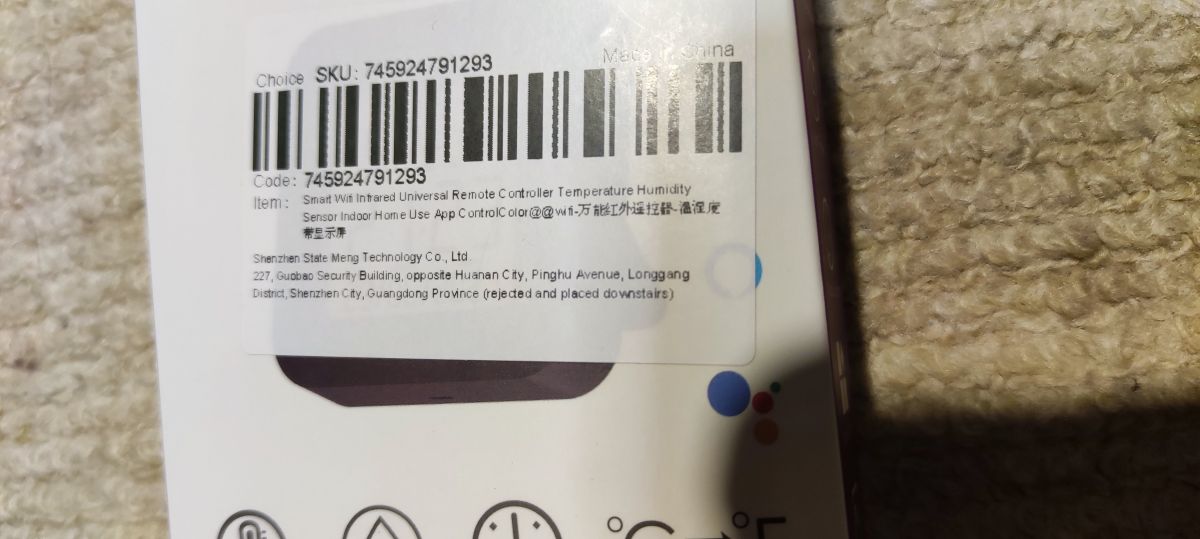 Choice SKU: 745924791293
Made in China
Code: 745924791293
Item: Smart Wifi Infrared Universal Remote Controller Temperature Humidity
Sensor Indoor Home Use App ControlColor@@wifi-万能红外遥控器-温湿度
带显示屏
Shenzhen State Meng Technology Co., Ltd.
227, Guobao Security Building, opposite Huanan City, Pinghu Avenue, Longgang
District, Shenzhen City, Guangdong Province (rejected and placed downstairs)
°C → °F